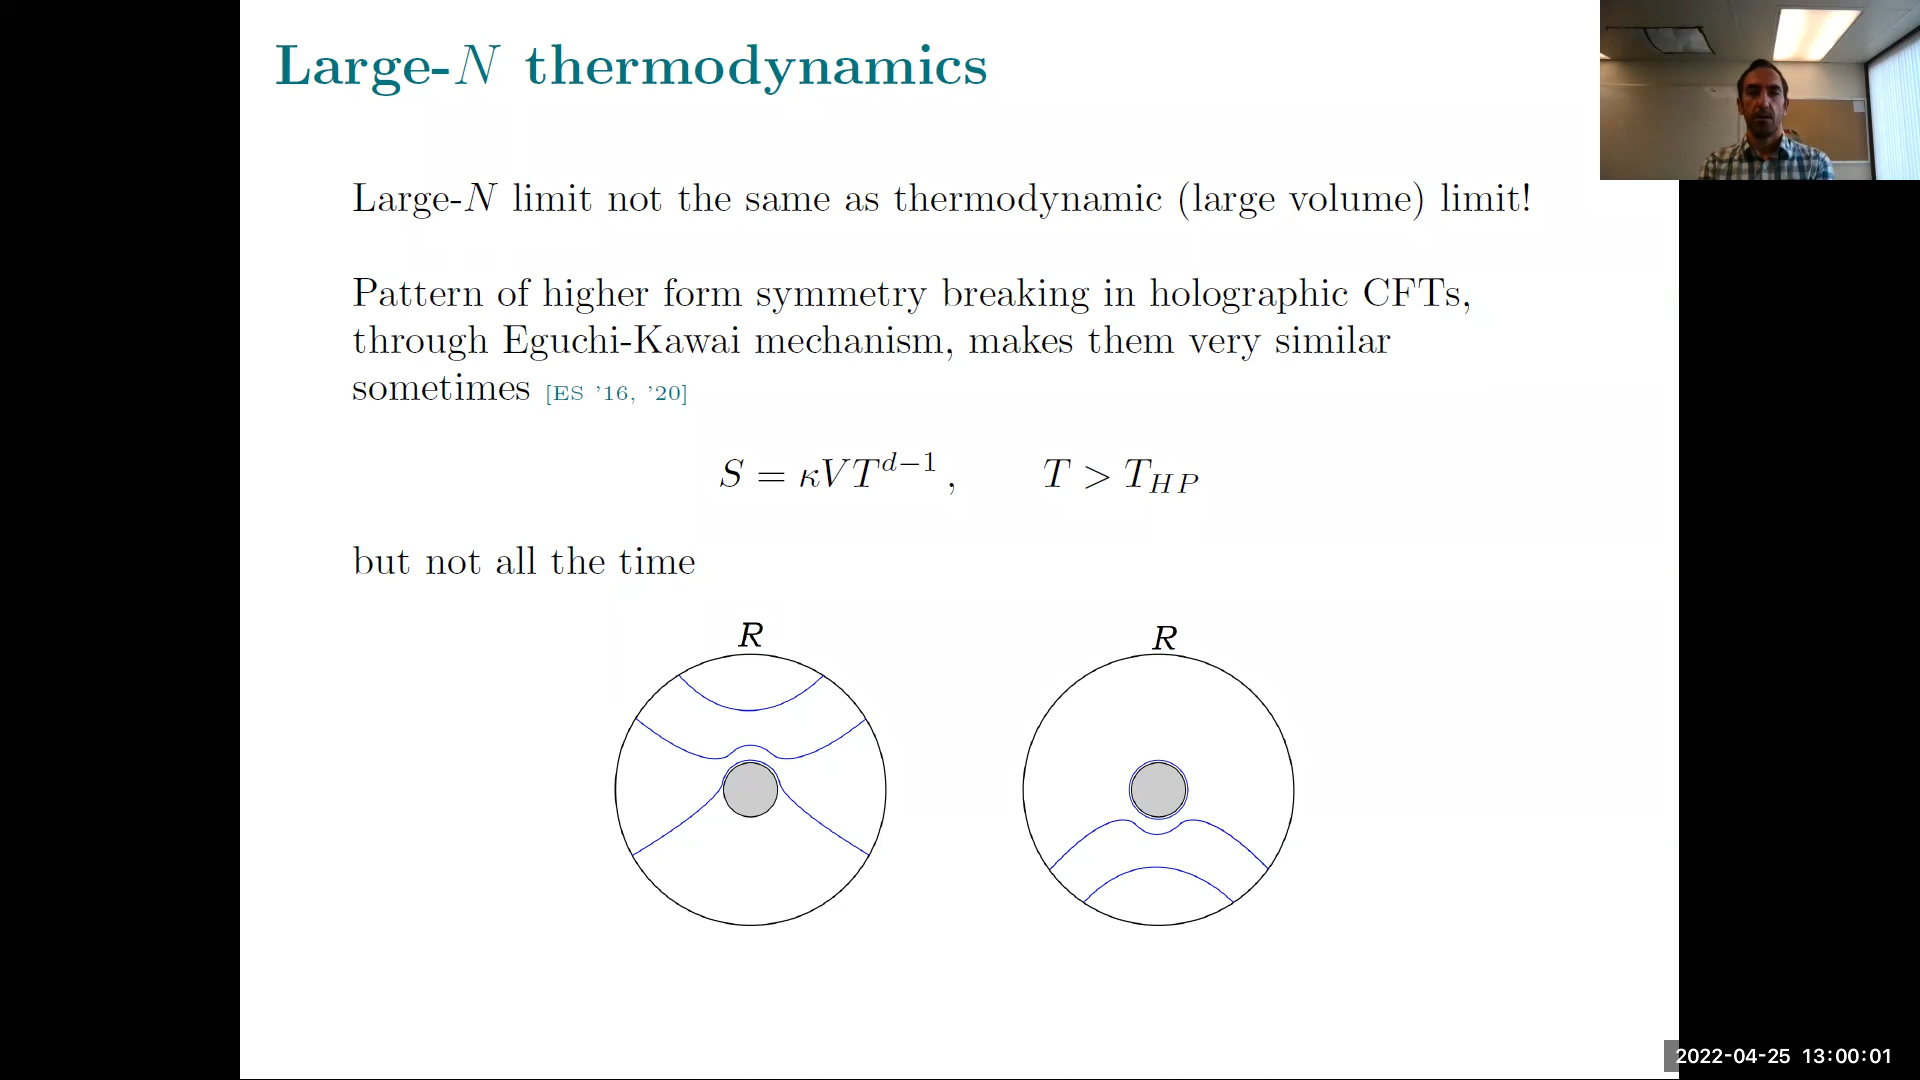 Large-N thermodynamics
Large-N limit not the same as thermodynamic (large volume) limit!
Pattern of higher form symmetry breaking in holographic CFTs,
through Eguchi-Kawai mechanism, makes them very similar
sometimes [ES '16, '20]
S = κVT^{d−1} ,   T > T_{HP}
but not all the time
R R
2022-04-25 13:00:01